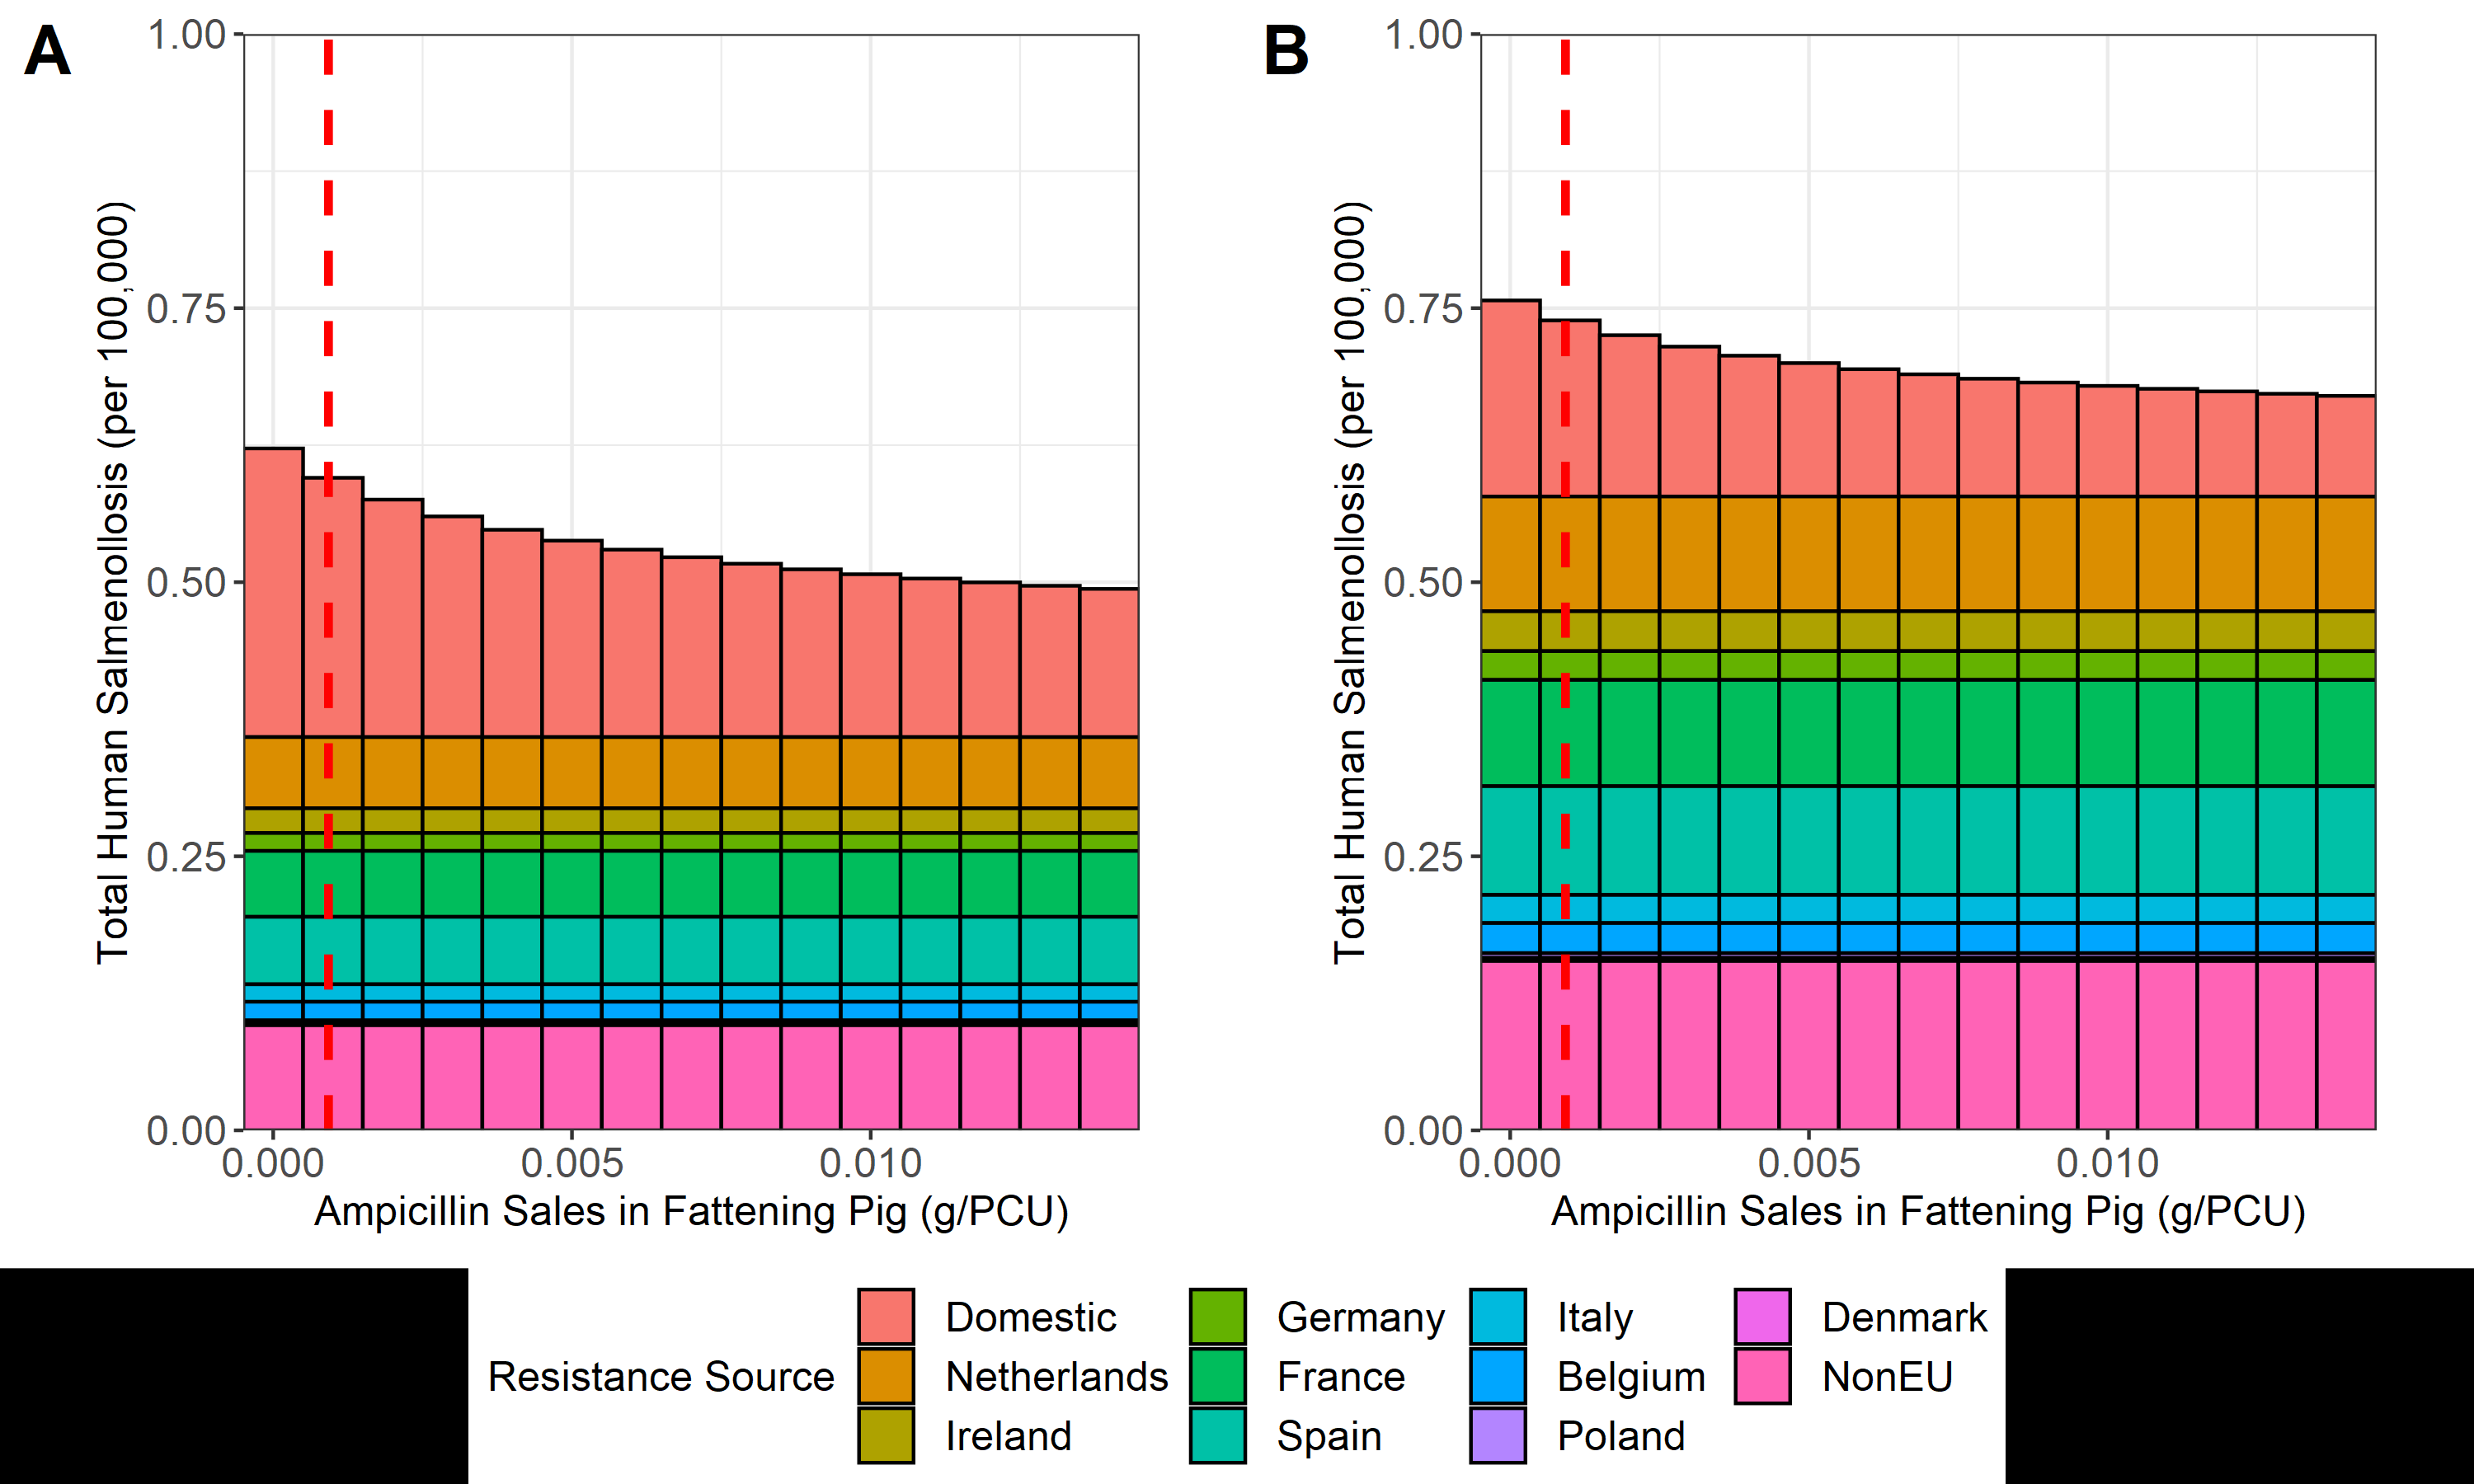 A
B
Total Human Salmenollosis (per 100,000)
1.00
0.75
0.50
0.25
0.00
0.000 0.005 0.010
Ampicillin Sales in Fattening Pig (g/PCU)
Total Human Salmenollosis (per 100,000)
1.00
0.75
0.50
0.25
0.00
0.000 0.005 0.010
Ampicillin Sales in Fattening Pig (g/PCU)
Resistance Source
Domestic
Netherlands
Ireland
Germany
France
Spain
Italy
Belgium
Poland
Denmark
NonEU